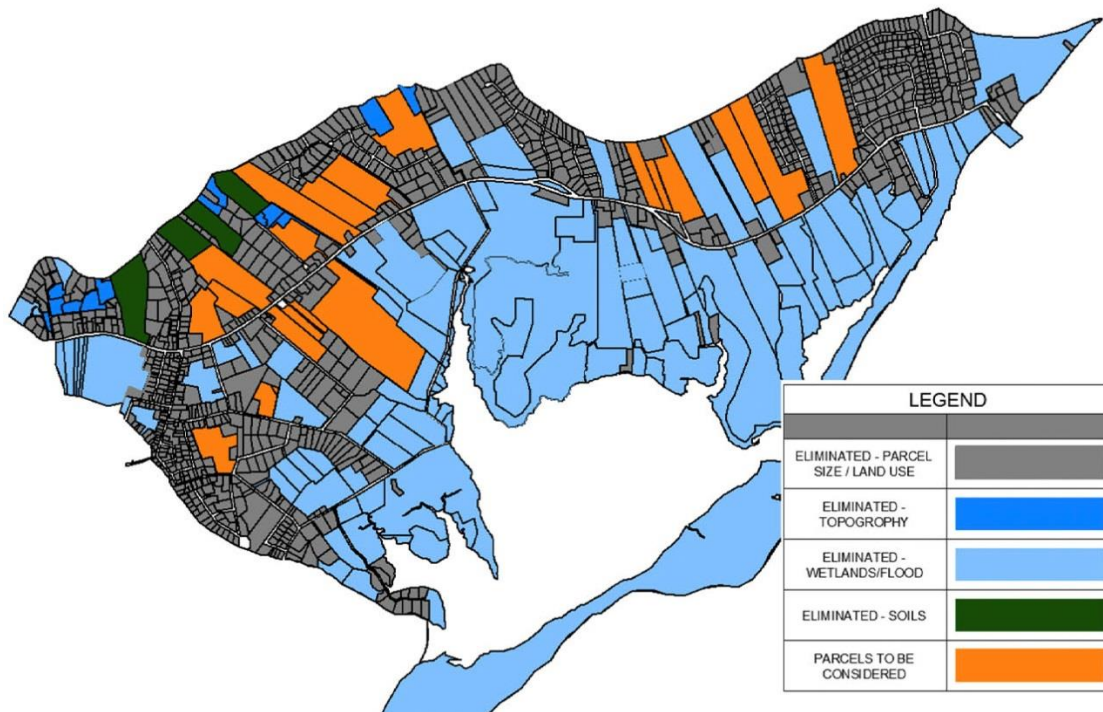 LEGEND
ELIMINATED - PARCEL
SIZE / LAND USE
ELIMINATED -
TOPOGRAPHY
ELIMINATED -
WETLANDS/FLOOD
ELIMINATED - SOILS
PARCELS TO BE
CONSIDERED